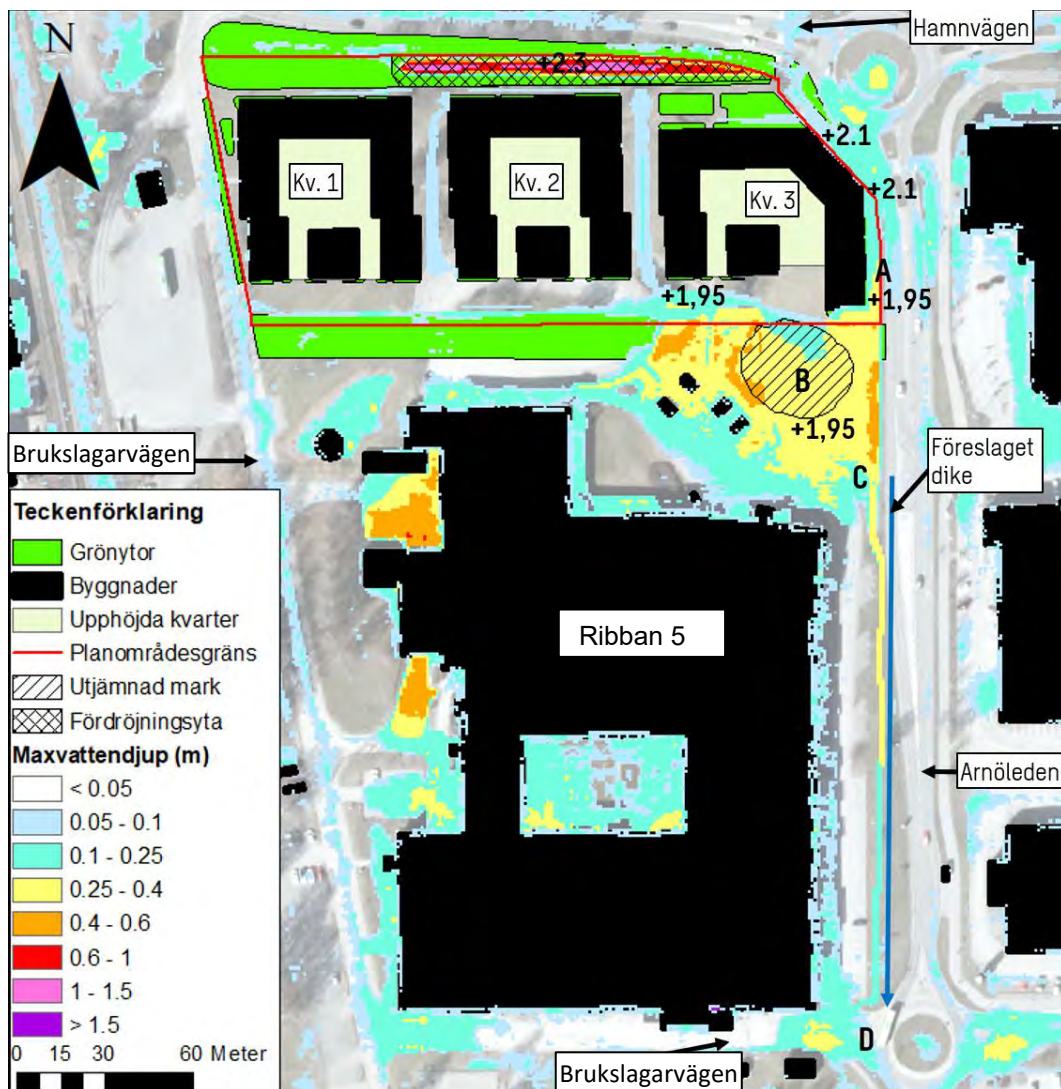 N
Hamnvägen
+2.3
+2.1
Kv. 1
Kv. 2
Kv. 3
+2.1
A
+1,95
+1,95
B
+1,95
Brukslagarvägen
C
Föreslaget
dike
Teckenförklaring
Grönytor
Byggnader
Upphöjda kvarter
Planområdesgräns
Utjämnad mark
Fördröjningsyta
Maxvattendjup (m)
< 0.05
0.05 - 0.1
0.1 - 0.25
0.25 - 0.4
0.4 - 0.6
0.6 - 1
1 - 1.5
> 1.5
0 15 30 60 Meter
Ribban 5
Arnöleden
D
Brukslagarvägen